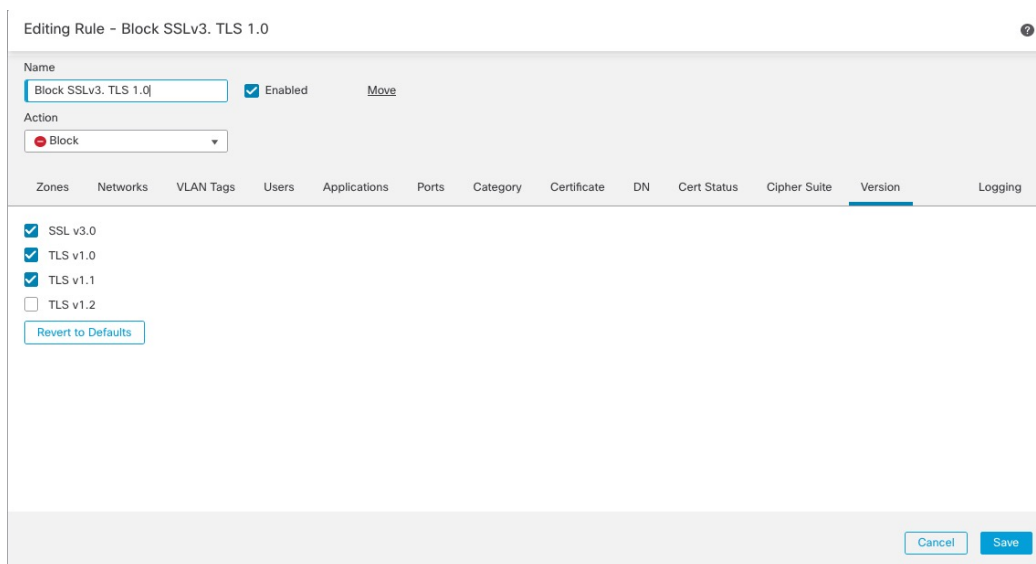 Editing Rule - Block SSLv3. TLS 1.0
Name
Block SSLv3. TLS 1.0 Enabled Move
Action
Block
Zones Networks VLAN Tags Users Applications Ports Category Certificate DN Cert Status Cipher Suite Version Logging
SSL v3.0
TLS v1.0
TLS v1.1
TLS v1.2
Revert to Defaults
Cancel Save